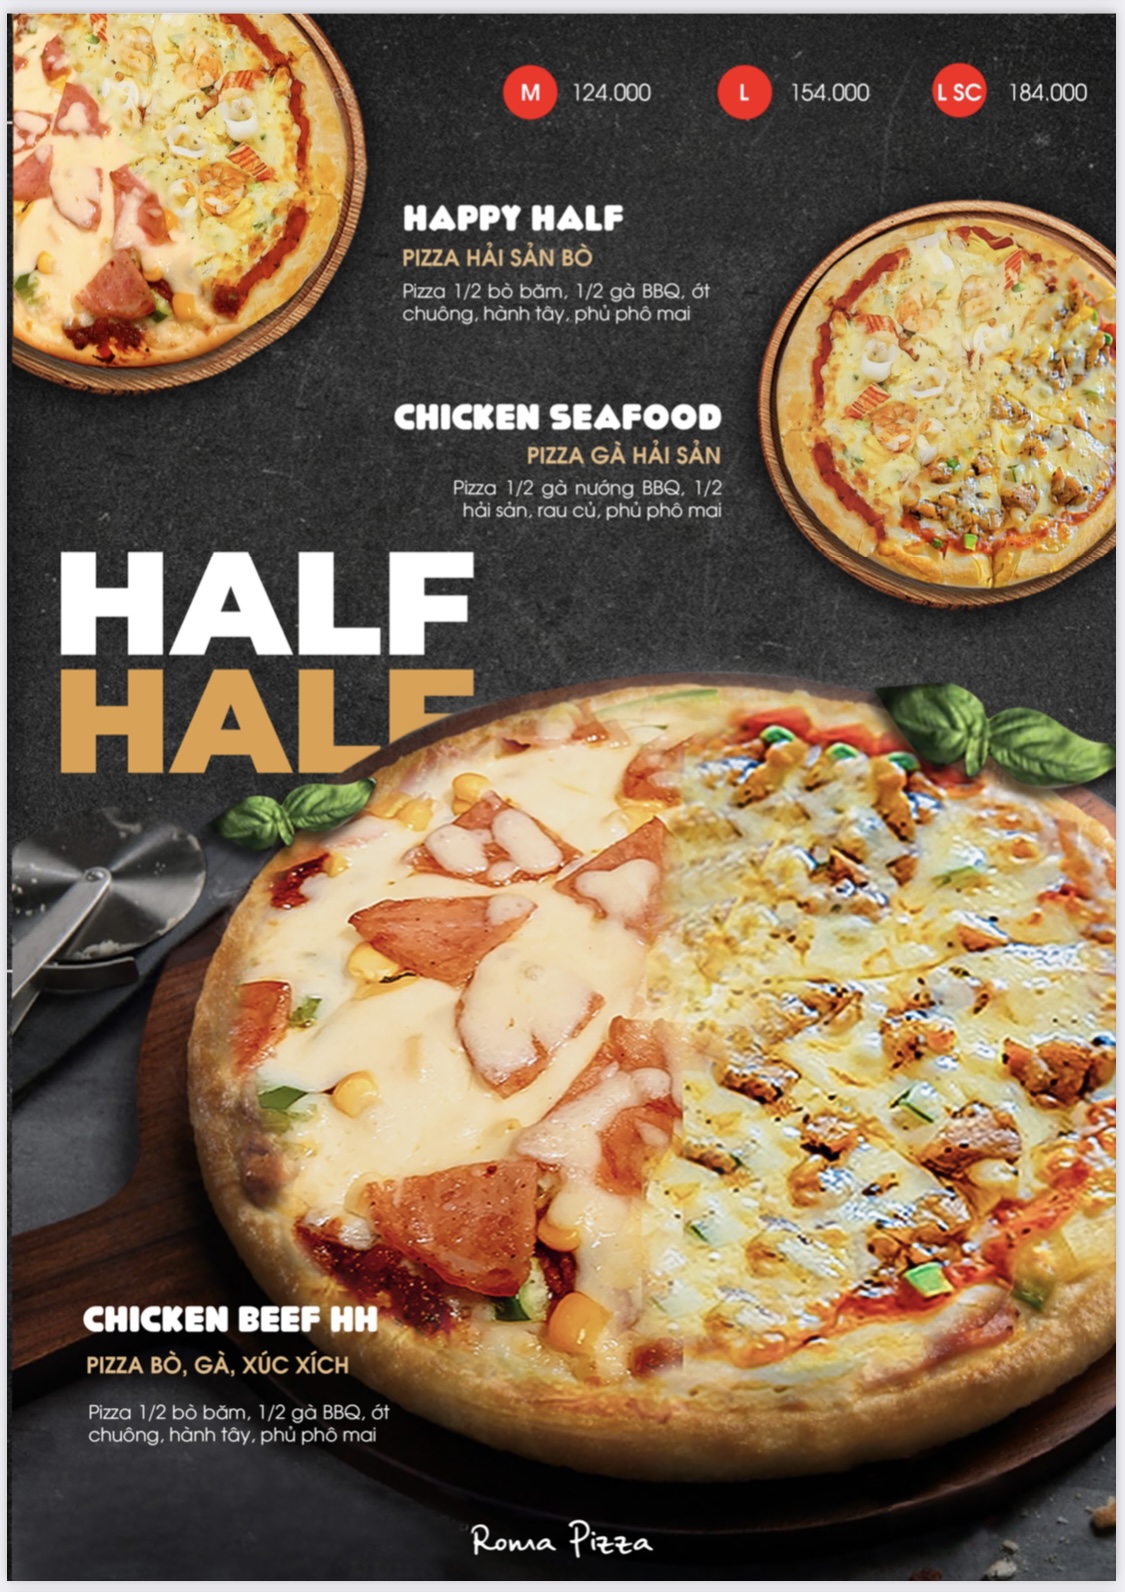 M 124.000 L 154.000 L SC 184.000
HAPPY HALF
PIZZA HẢI SẢN BÒ
Pizza 1/2 bò băm, 1/2 gà BBQ, ớt
chuông, hành tây, phủ phô mai
CHICKEN SEAFOOD
PIZZA GÀ HẢI SẢN
Pizza 1/2 gà nướng BBQ, 1/2
hải sản, rau củ, phủ phô mai
HALF
HALF
CHICKEN BEEF HH
PIZZA BÒ, GÀ, XÚC XÍCH
Pizza 1/2 bò băm, 1/2 gà BBQ, ớt
chuông, hành tây, phủ phô mai
Roma Pizza